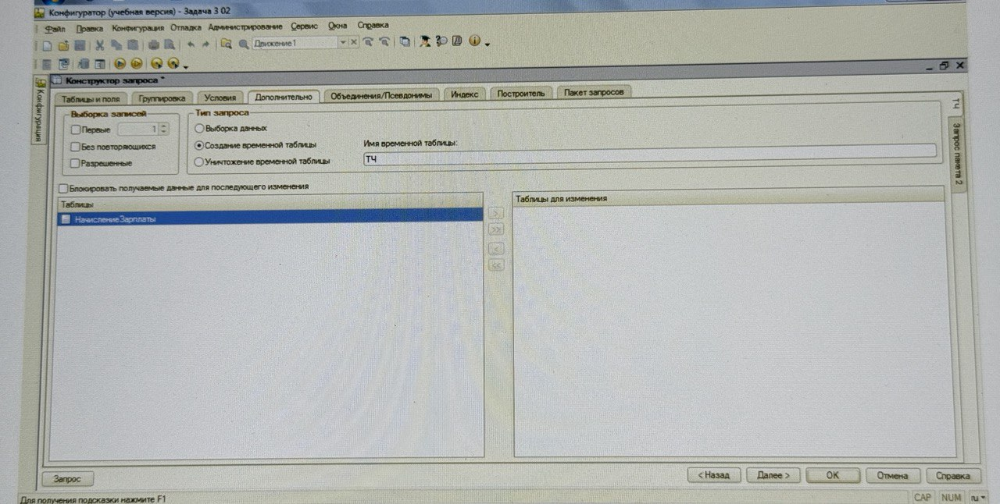 Конфигуратор (учебная версия) - Задача 3 02
Файл Правка Конфигурация Отладка Администрирование Сервис Окна Справка
Движение1
Конструктор запроса *
Таблицы и поля Группировка Условия Дополнительно Объединения/Псевдонимы Индекс Построитель Пакет запросов
Конфигурация
Выборка записей
Первые 1
Без повторяющихся
Разрешенные
Тип запроса
Выборка данных
Создание временной таблицы
Уничтожение временной таблицы
Имя временной таблицы:
ТЧ
Блокировать получаемые данные для последующего изменения
Таблицы
НачислениеЗарплаты
>
>>
<
<<
Таблицы для изменения
ТЧ
Запрос пакета 2
Запрос
< Назад Далее > ОК Отмена Справка
Для получения подсказки нажмите F1
CAP NUM ru